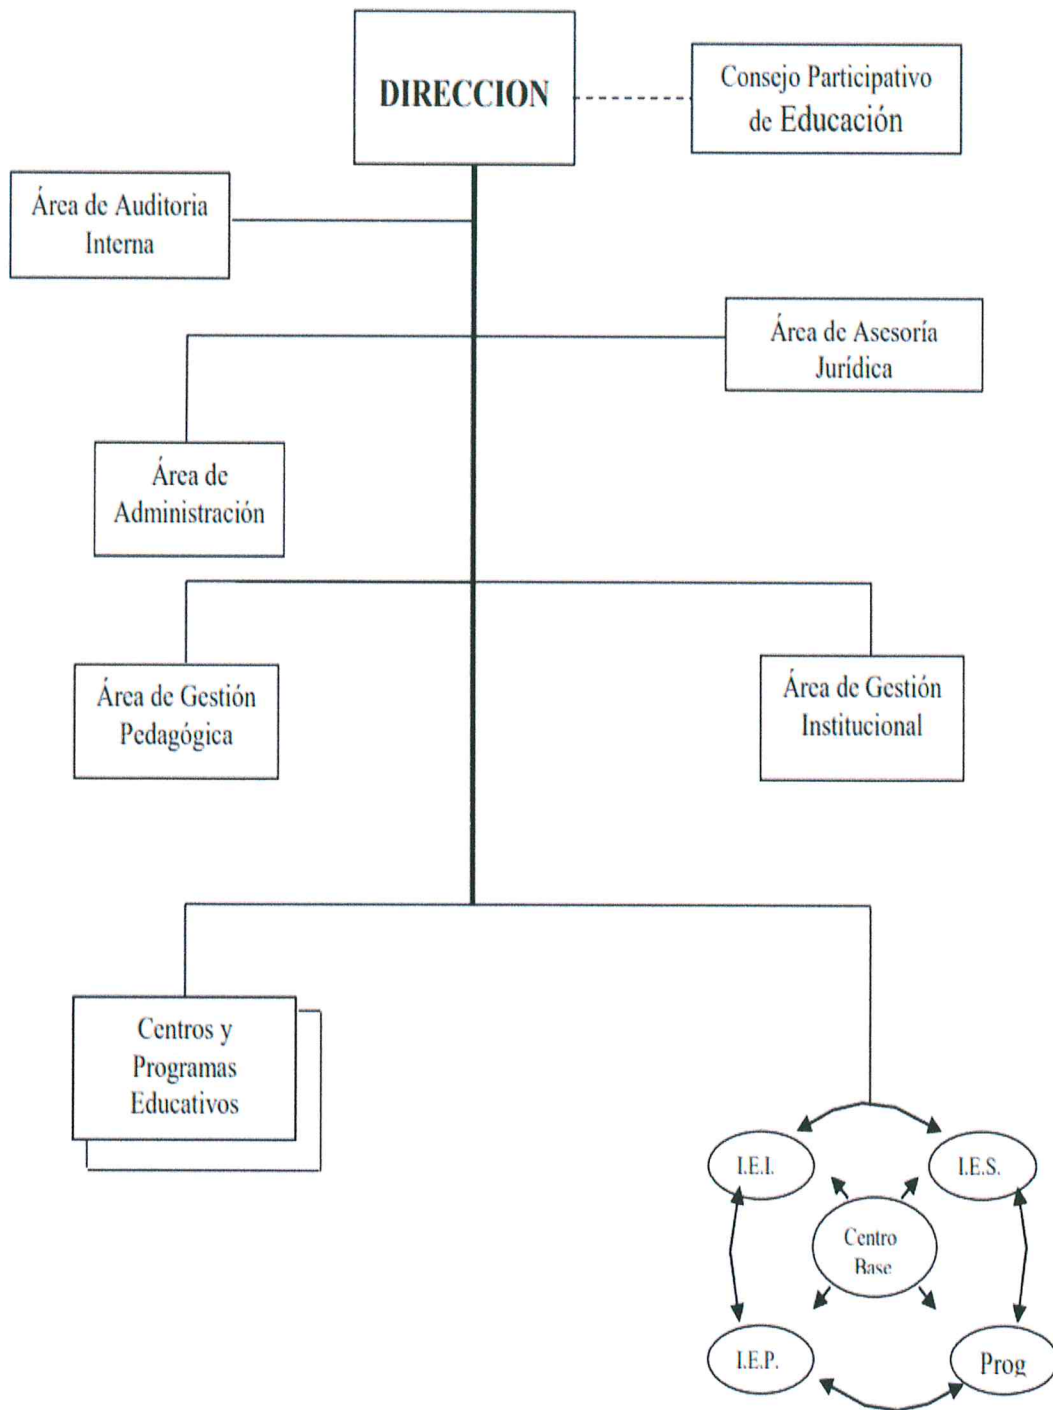 DIRECCION
Consejo Participativo
de Educación
Área de Auditoria
Interna
Área de Asesoría
Jurídica
Área de
Administración
Área de Gestión
Pedagógica
Área de Gestión
Institucional
Centros y
Programas
Educativos
I.E.I.
I.E.S.
Centro
Base
I.E.P.
Prog